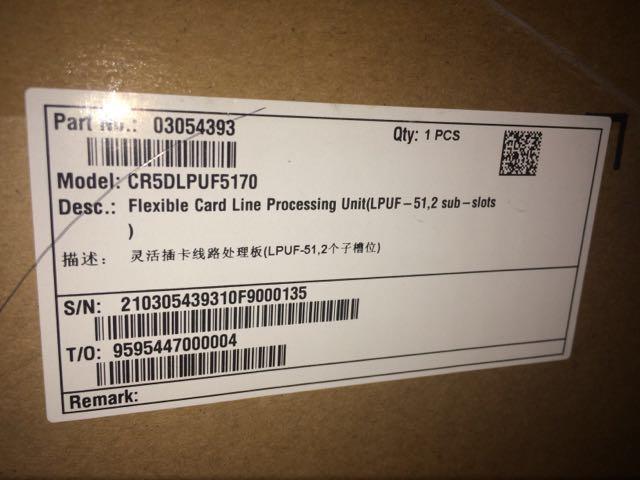 Part No.: 03054393 Qty: 1 PCS
Model: CR5DLPUF5170
Desc.: Flexible Card Line Processing Unit(LPUF-51,2 sub-slots
)
描述： 灵活插卡线路处理板(LPUF-51,2个子槽位)
S/N: 210305439310F9000135
T/O: 9595447000004
Remark: